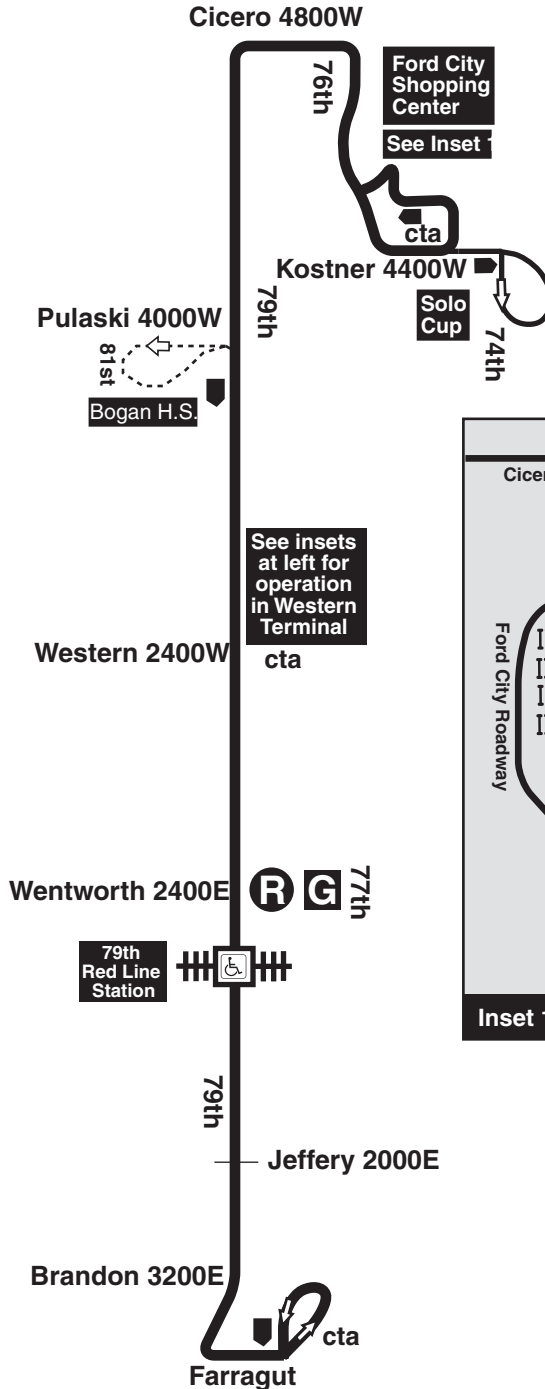 Cicero 4800W
76th
Ford City
Shopping
Center
See Inset 1
cta
Kostner 4400W
Solo
Cup
74th
Pulaski 4000W
79th
81st
Bogan H.S.
See insets
at left for
operation
in Western
Terminal
Western 2400W
cta
Ford City Roadway
Wentworth 2400E
R
G
77th
79th
Red Line
Station
Inset 1
79th
Jeffery 2000E
Brandon 3200E
cta
Farragut